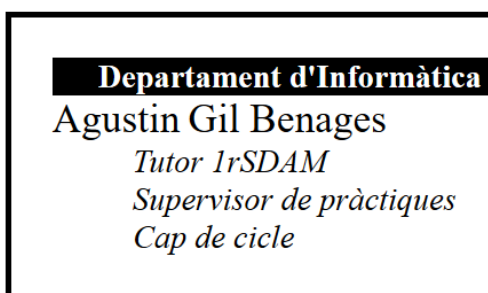 Departament d'Informàtica
Agustin Gil Benages
Tutor 1rSDAM
Supervisor de pràctiques
Cap de cicle